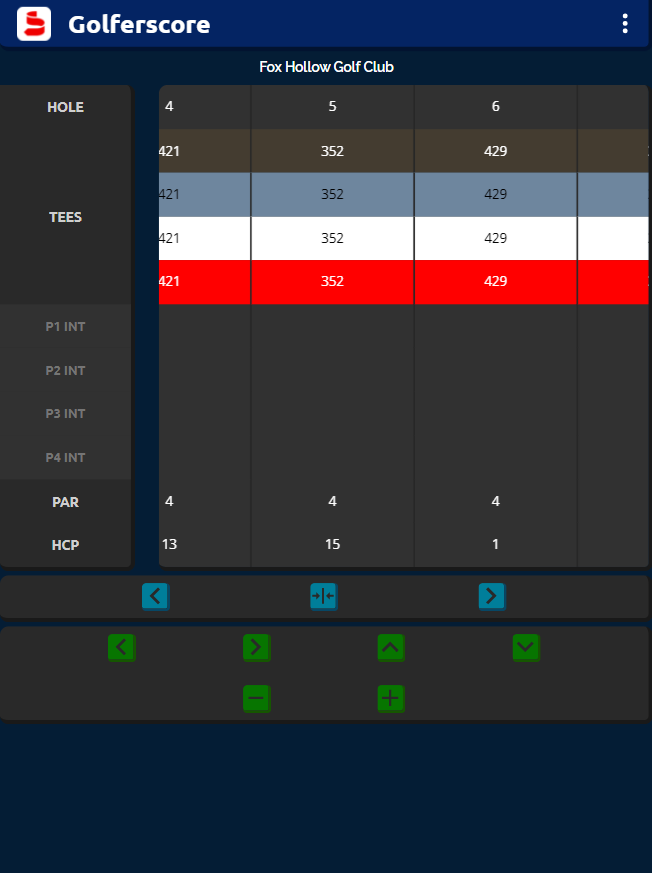 Golferscore
Fox Hollow Golf Club
HOLE 4 5 6
421 352 429
421 352 429
TEES
421 352 429
421 352 429
P1 INT
P2 INT
P3 INT
P4 INT
PAR 4 4 4
HCP 13 15 1